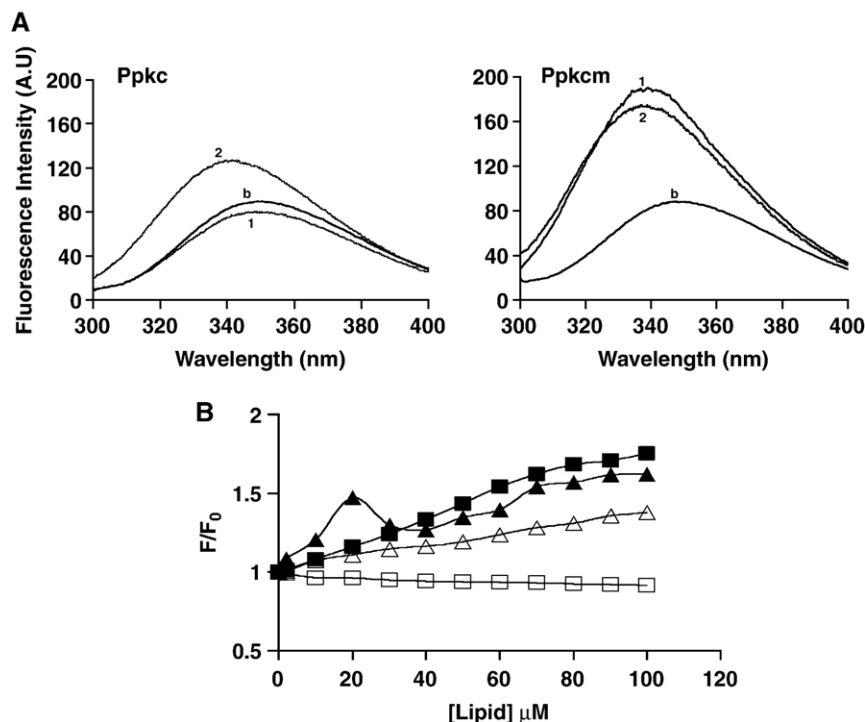 A
Ppkc
Ppkcm
Fluorescence Intensity (A.U)
200
160
120
80
40
0
300 320 340 360 380 400
Wavelength (nm)
2
b
1
200
160
120
80
40
0
300 320 340 360 380 400
Wavelength (nm)
1
2
b
B
F/F0
2
1.5
1
0.5
0 20 40 60 80 100 120
[Lipid] μM